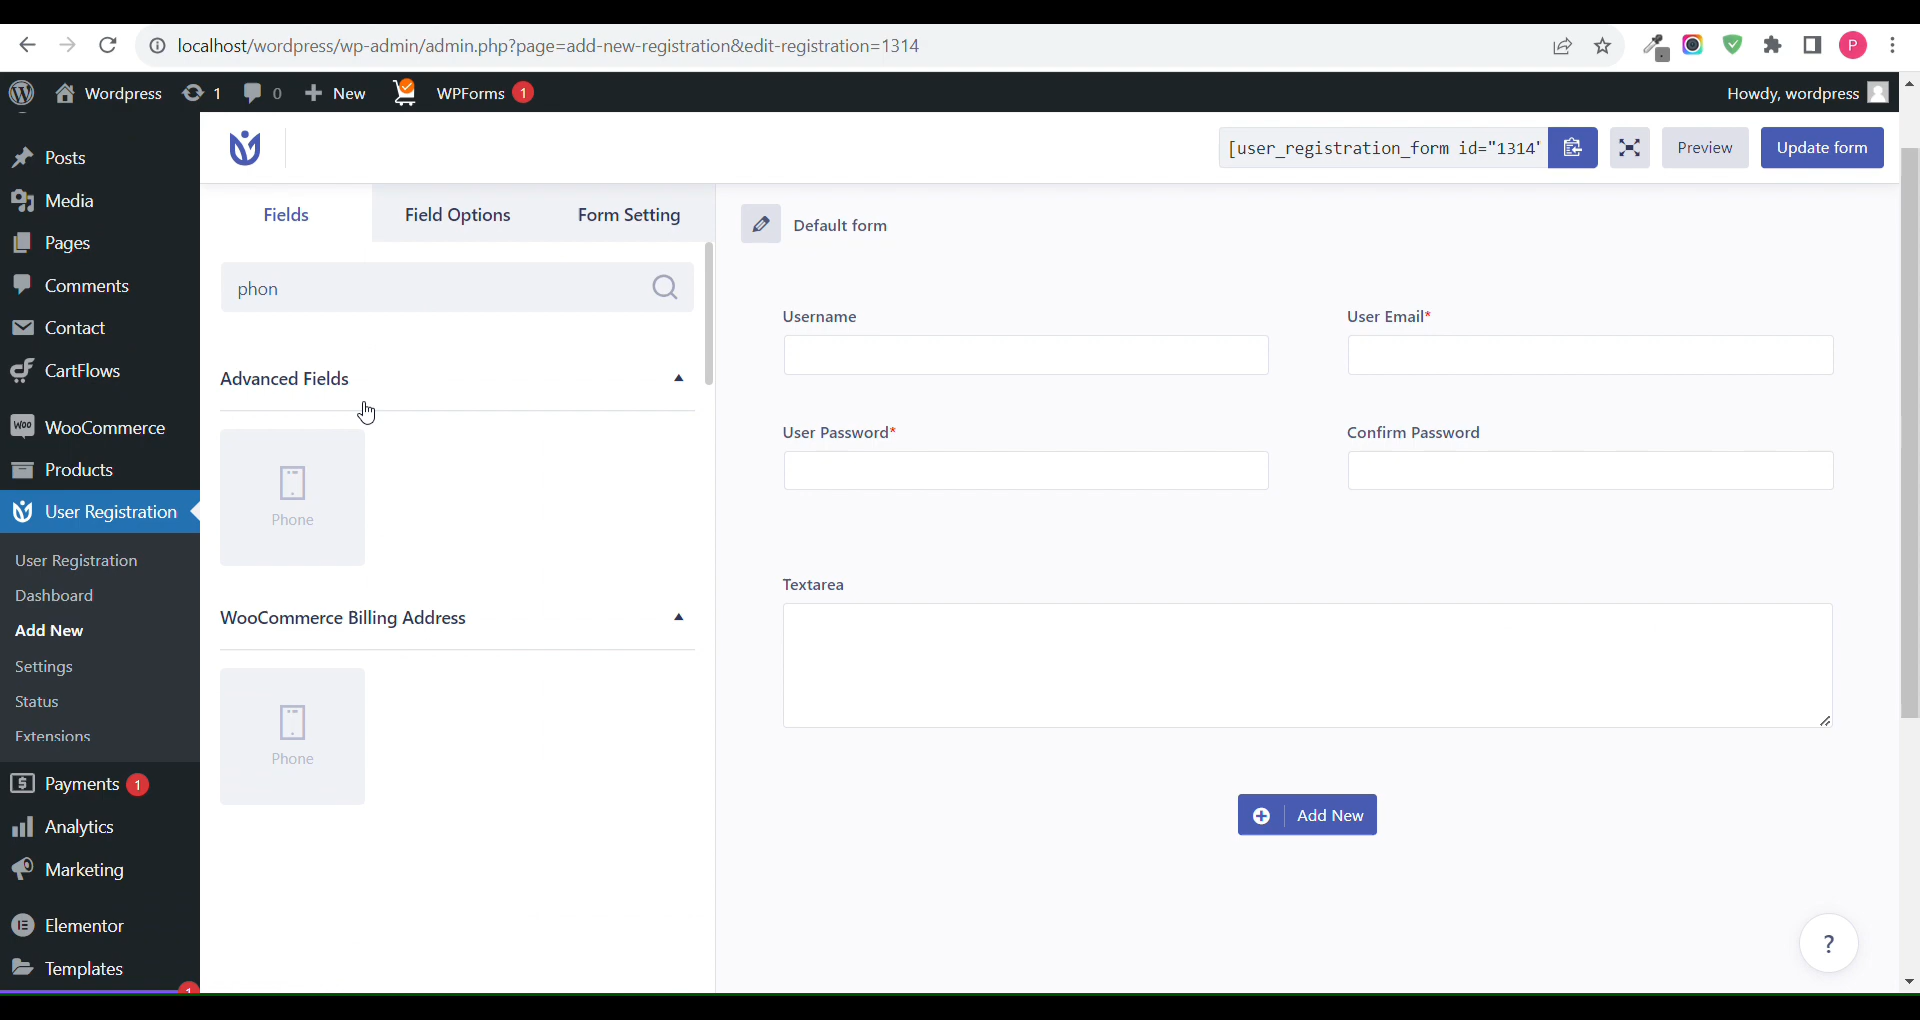 localhost/wordpress/wp-admin/admin.php?page=add-new-registration&edit-registration=1314
P
Wordpress 1 0 New WPForms 1
Howdy, wordpress
Posts
Media
Pages
Comments
Contact
CartFlows
Woo WooCommerce
Products
User Registration
User Registration
Dashboard
Add New
Settings
Status
Extensions
Payments 1
Analytics
Marketing
Elementor
Templates
1
[user_registration_form id="1314"
Preview
Update form
Fields
Field Options
Form Setting
phon
Advanced Fields
Phone
WooCommerce Billing Address
Phone
Default form
Username
User Email*
User Password*
Confirm Password
Textarea
Add New
?